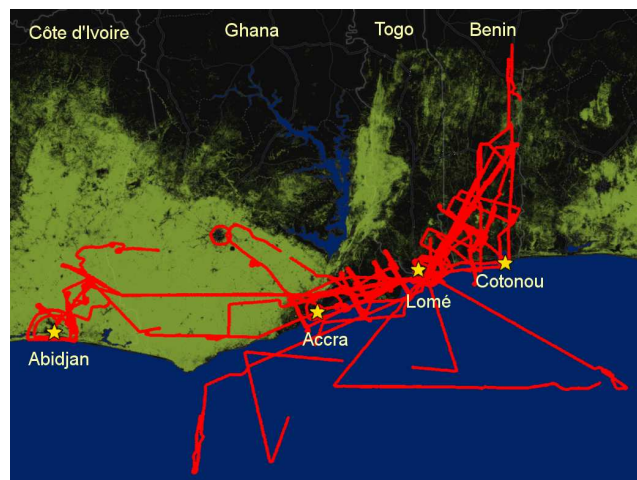 Côte d'Ivoire
Ghana
Togo
Benin
Cotonou
Lomé
Accra
Abidjan